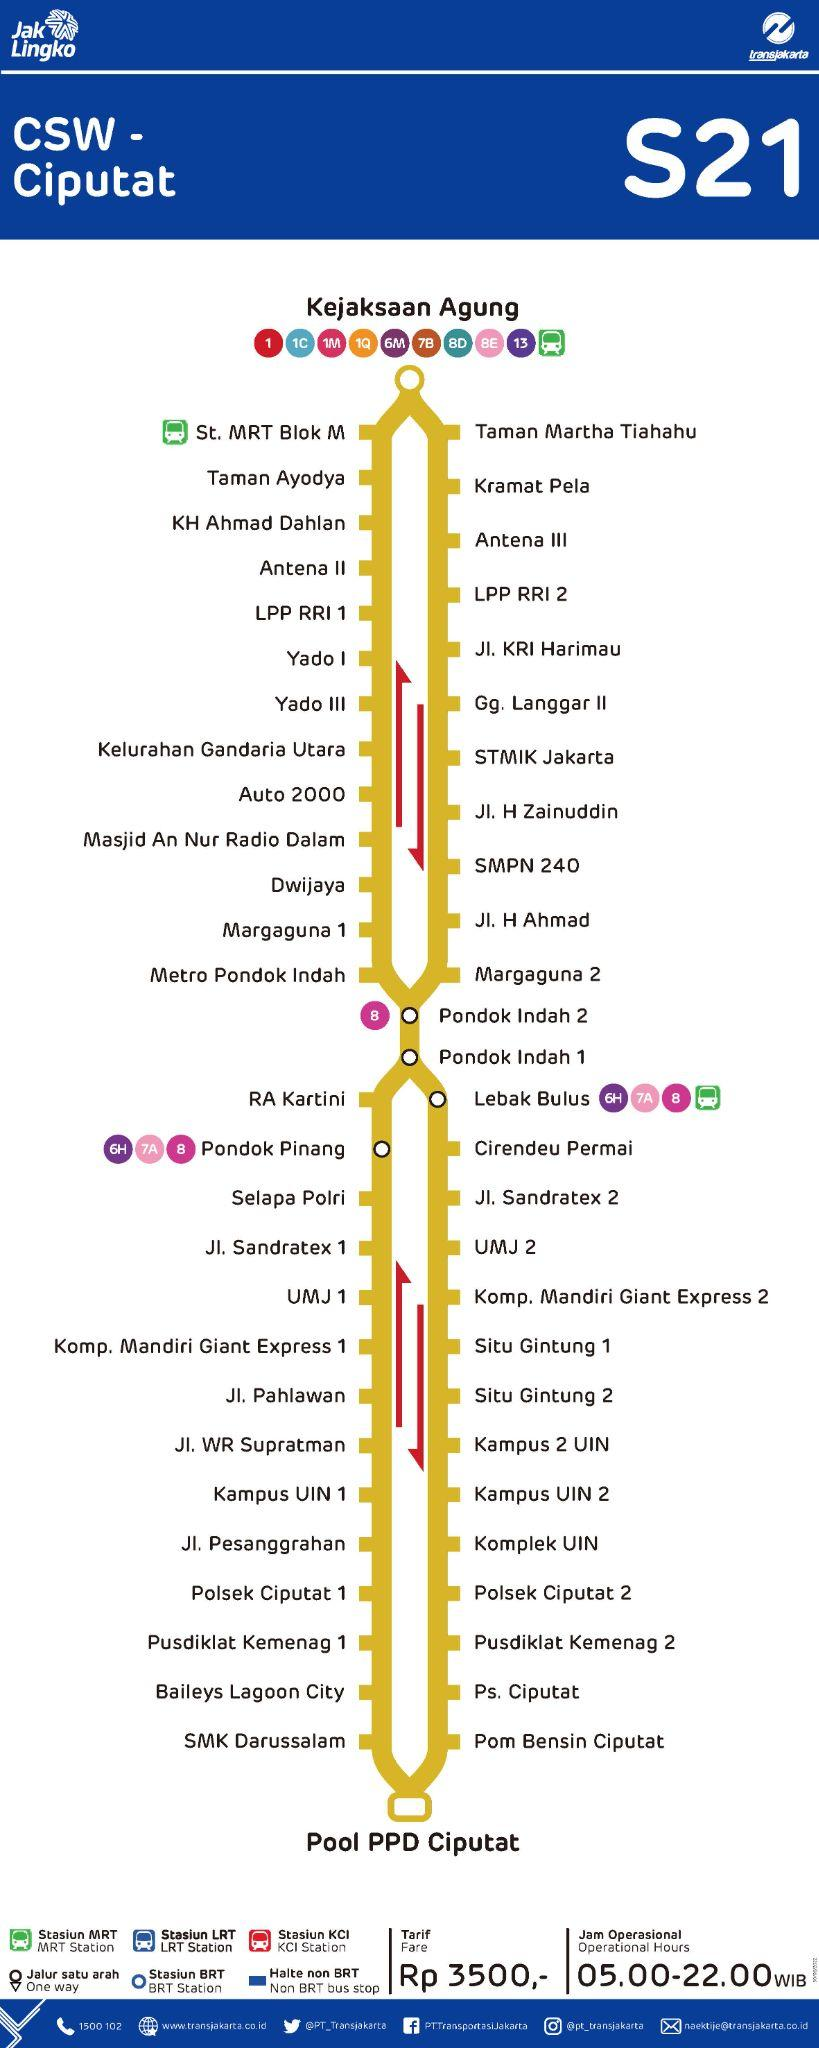 Jak
Lingko
transjakarta
CSW -
Ciputat
S21
Kejaksaan Agung
1 1C 1M 1Q 6M 7B 8D 8E 13
St. MRT Blok M
Taman Ayodya
KH Ahmad Dahlan
Antena II
LPP RRI 1
Yado I
Yado III
Kelurahan Gandaria Utara
Auto 2000
Masjid An Nur Radio Dalam
Dwijaya
Margaguna 1
Metro Pondok Indah
Taman Martha Tiahahu
Kramat Pela
Antena III
LPP RRI 2
Jl. KRI Harimau
Gg. Langgar II
STMIK Jakarta
Jl. H Zainuddin
SMPN 240
Jl. H Ahmad
Margaguna 2
8 Pondok Indah 2
Pondok Indah 1
RA Kartini
6H 7A 8 Pondok Pinang
Selapa Polri
Jl. Sandratex 1
UMJ 1
Komp. Mandiri Giant Express 1
Jl. Pahlawan
Jl. WR Supratman
Kampus UIN 1
Jl. Pesanggrahan
Polsek Ciputat 1
Pusdiklat Kemenag 1
Baileys Lagoon City
SMK Darussalam
Lebak Bulus 6H 7A 8
Cirendeu Permai
Jl. Sandratex 2
UMJ 2
Komp. Mandiri Giant Express 2
Situ Gintung 1
Situ Gintung 2
Kampus 2 UIN
Kampus UIN 2
Komplek UIN
Polsek Ciputat 2
Pusdiklat Kemenag 2
Ps. Ciputat
Pom Bensin Ciputat
Pool PPD Ciputat
Stasiun MRT
MRT Station
Stasiun LRT
LRT Station
Stasiun KCI
KCI Station
Jalur satu arah
One way
Stasiun BRT
BRT Station
Halte non BRT
Non BRT bus stop
Tarif
Fare
Rp 3500,-
Jam Operasional
Operational Hours
05.00-22.00 WIB
1500 102
www.transjakarta.co.id
@PT_Transjakarta
PTTransportasiJakarta
@pt_transjakarta
naektije@transjakarta.co.id